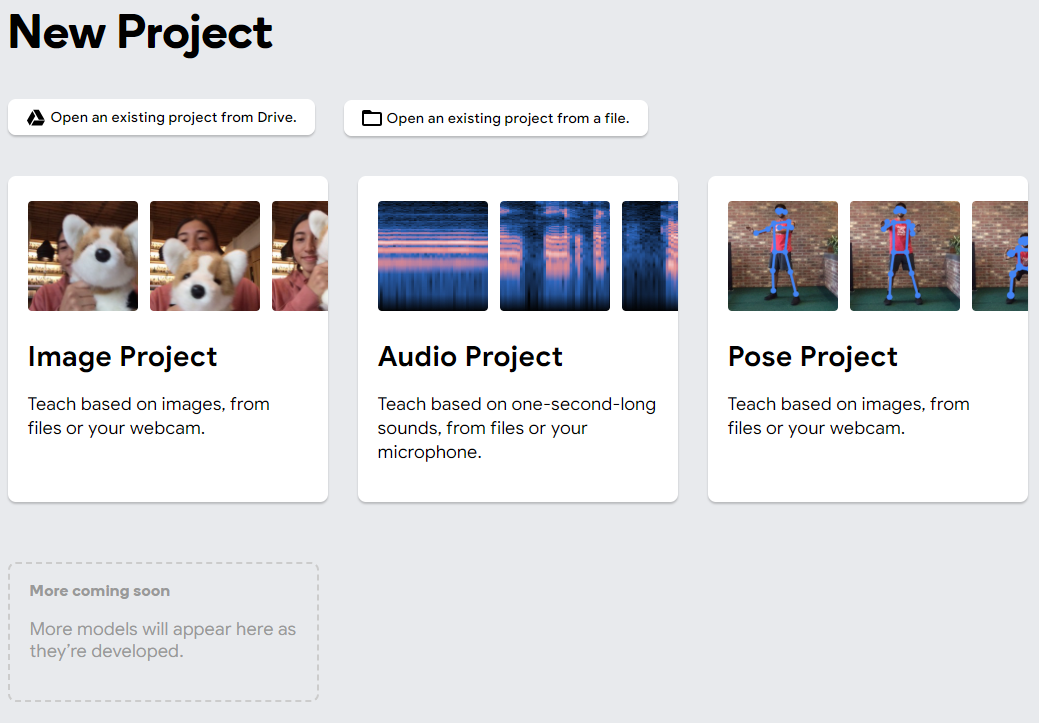 New Project
Open an existing project from Drive.
Open an existing project from a file.
Image Project
Teach based on images, from
files or your webcam.
Audio Project
Teach based on one-second-long
sounds, from files or your
microphone.
Pose Project
Teach based on images, from
files or your webcam.
More coming soon
More models will appear here as
they’re developed.